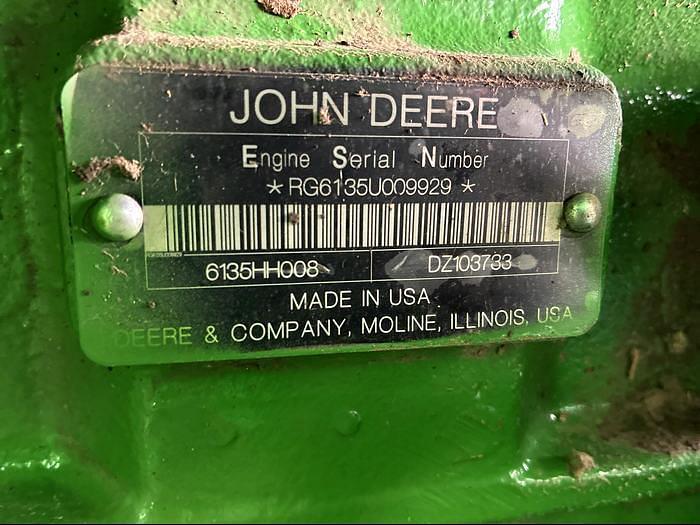 JOHN DEERE
Engine Serial Number
*RG6135U009929*
6135HH008 DZ103733
MADE IN USA
DEERE & COMPANY, MOLINE, ILLINOIS, USA